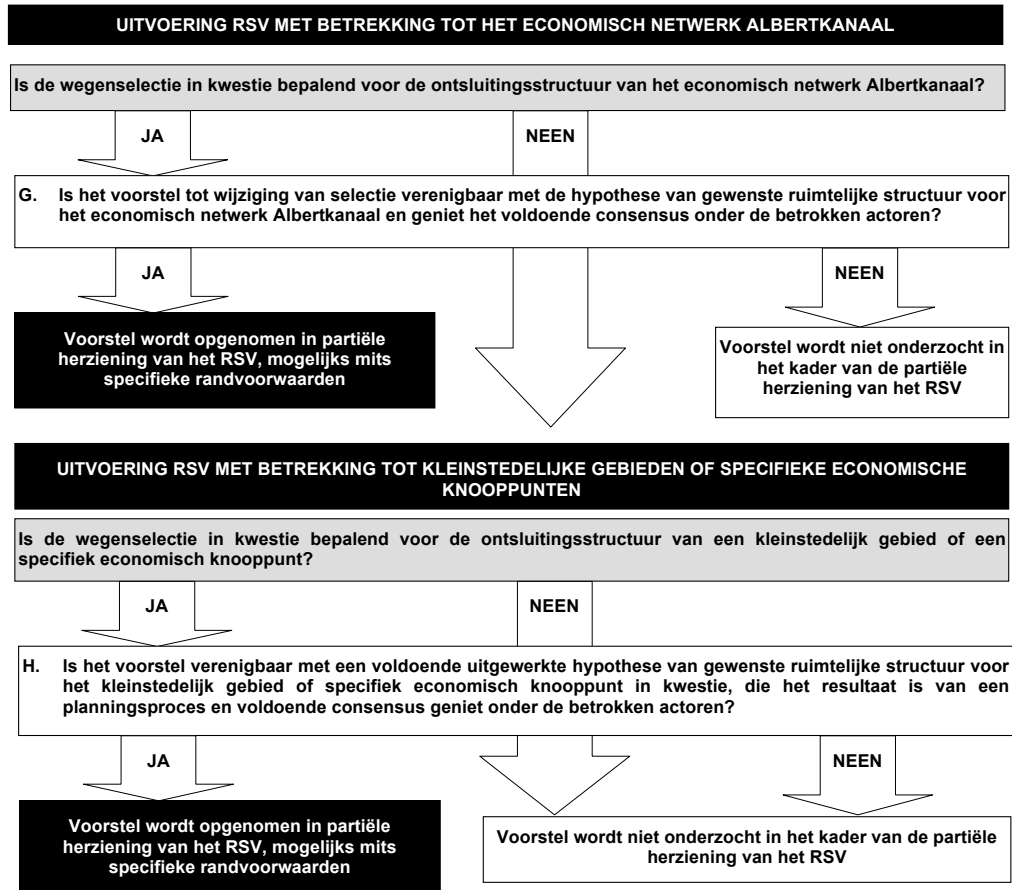 UITVOERING RSV MET BETREKKING TOT HET ECONOMISCH NETWERK ALBERTKANAAL
Is de wegenselectie in kwestie bepalend voor de ontsluitingsstructuur van het economisch netwerk Albertkanaal?
JA
NEEN
G. Is het voorstel tot wijziging van selectie verenigbaar met de hypothese van gewenste ruimtelijke structuur voor
het economisch netwerk Albertkanaal en geniet het voldoende consensus onder de betrokken actoren?
JA
NEEN
Voorstel wordt opgenomen in partiële
herziening van het RSV, mogelijks mits
specifieke randvoorwaarden
Voorstel wordt niet onderzocht in
het kader van de partiële
herziening van het RSV
UITVOERING RSV MET BETREKKING TOT KLEINSTEDELIJKE GEBIEDEN OF SPECIFIEKE ECONOMISCHE
KNOOPPUNTEN
Is de wegenselectie in kwestie bepalend voor de ontsluitingsstructuur van een kleinstedelijk gebied of een
specifiek economisch knooppunt?
JA
NEEN
H. Is het voorstel verenigbaar met een voldoende uitgewerkte hypothese van gewenste ruimtelijke structuur voor
het kleinstedelijk gebied of specifiek economisch knooppunt in kwestie, die het resultaat is van een
planningsproces en voldoende consensus geniet onder de betrokken actoren?
JA
NEEN
Voorstel wordt opgenomen in partiële
herziening van het RSV, mogelijks mits
specifieke randvoorwaarden
Voorstel wordt niet onderzocht in het kader van de partiële
herziening van het RSV